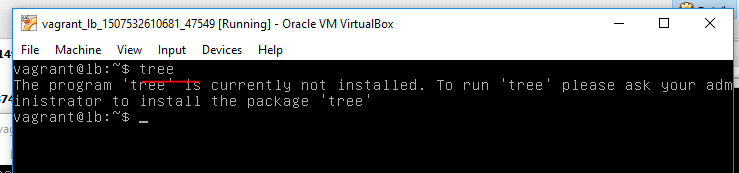 vagrant_lb_1507532610681_47549 [Running] - Oracle VM VirtualBox
File Machine View Input Devices Help
vagrant@lb:~$ tree
The program 'tree' is currently not installed. To run 'tree' please ask your adm
inistrator to install the package 'tree'
vagrant@lb:~$ _